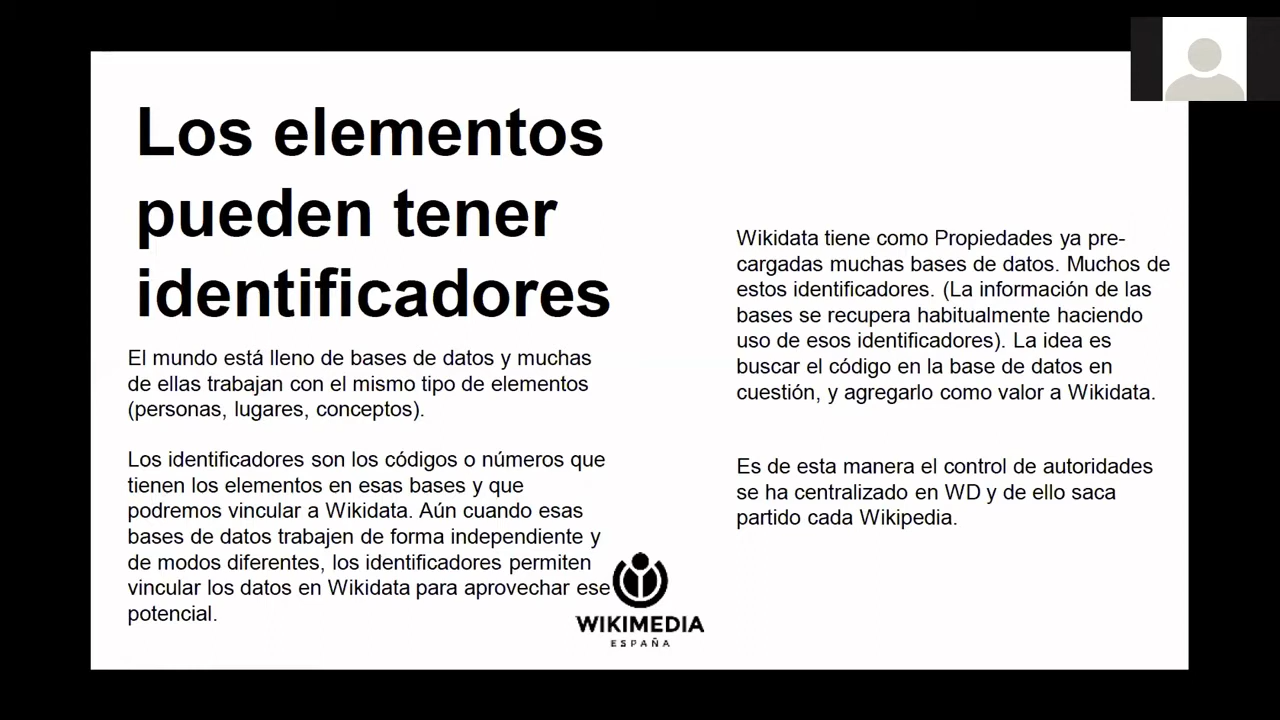 Los elementos
pueden tener
identificadores
El mundo está lleno de bases de datos y muchas
de ellas trabajan con el mismo tipo de elementos
(personas, lugares, conceptos).
Los identificadores son los códigos o números que
tienen los elementos en esas bases y que
podremos vincular a Wikidata. Aún cuando esas
bases de datos trabajen de forma independiente y
de modos diferentes, los identificadores permiten
vincular los datos en Wikidata para aprovechar ese
potencial.
Wikidata tiene como Propiedades ya pre-
cargadas muchas bases de datos. Muchos de
estos identificadores. (La información de las
bases se recupera habitualmente haciendo
uso de esos identificadores). La idea es
buscar el código en la base de datos en
cuestión, y agregarlo como valor a Wikidata.
Es de esta manera el control de autoridades
se ha centralizado en WD y de ello saca
partido cada Wikipedia.
WIKIMEDIA
ESPAÑA